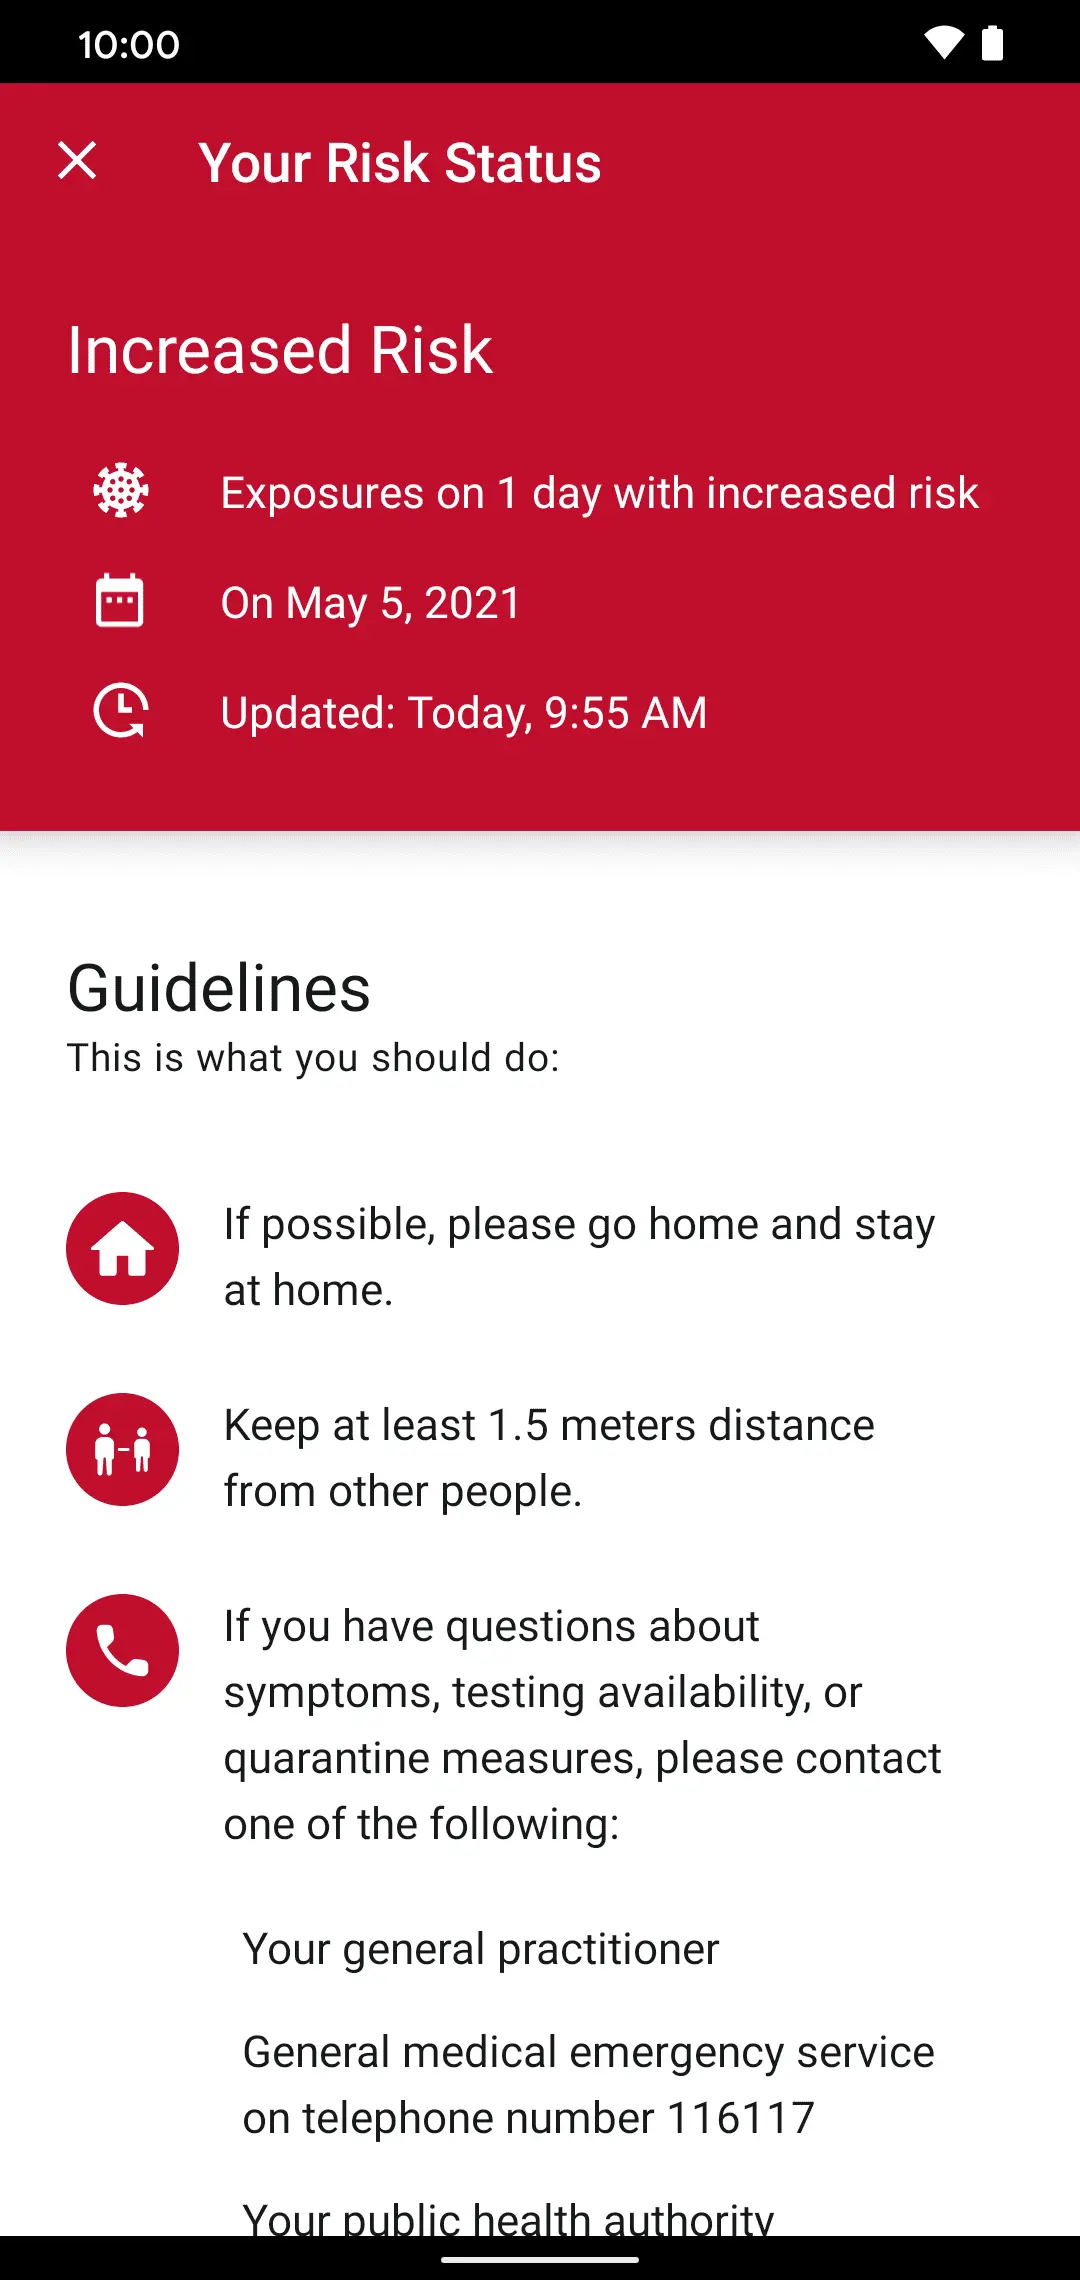 10:00
Your Risk Status
Increased Risk
Exposures on 1 day with increased risk
On May 5, 2021
Updated: Today, 9:55 AM
Guidelines
This is what you should do:
If possible, please go home and stay
at home.
Keep at least 1.5 meters distance
from other people.
If you have questions about
symptoms, testing availability, or
quarantine measures, please contact
one of the following:
Your general practitioner
General medical emergency service
on telephone number 116117
Your public health authority